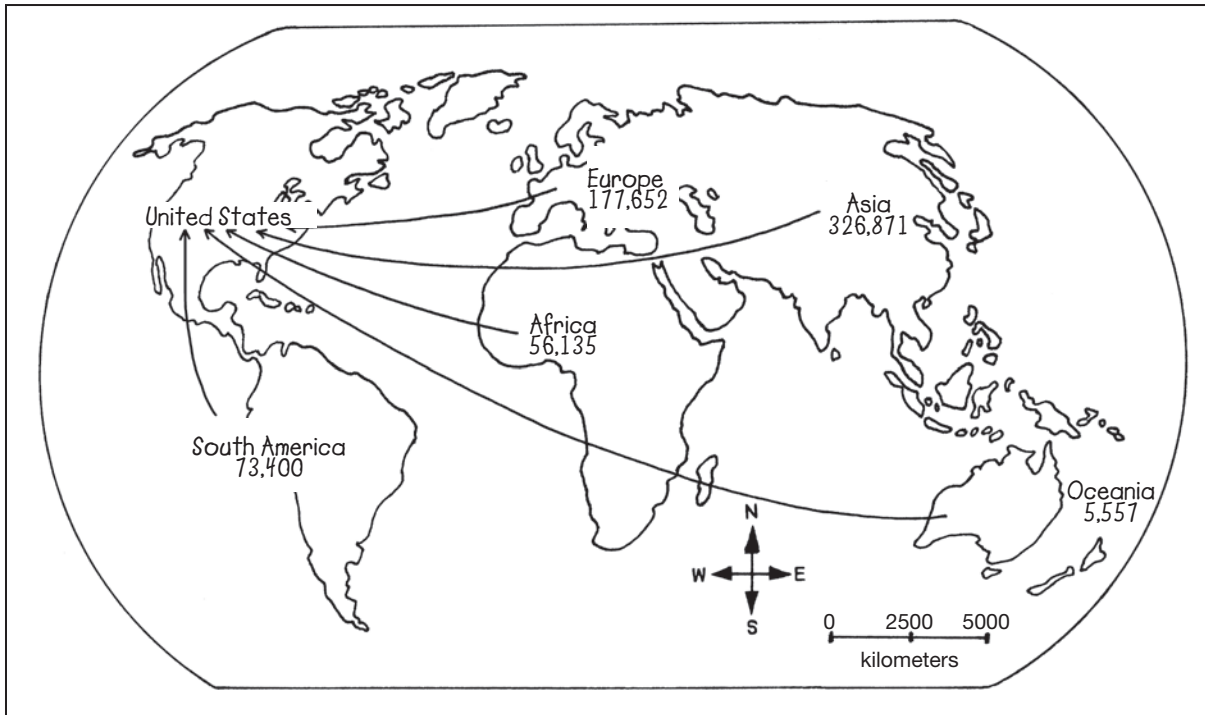 Europe
177,652
Asia
326,871
United States
Africa
56,135
South America
73,400
Oceania
5,557
N
W E
S
0 2500 5000
kilometers